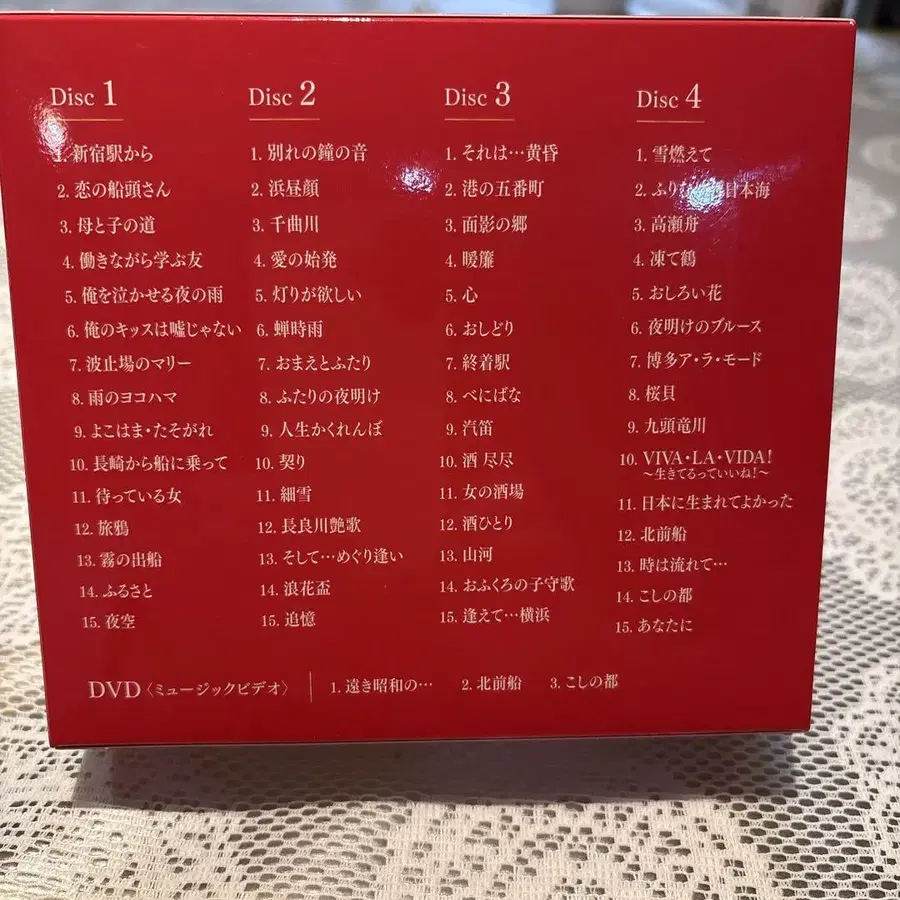 Disc 1
1. 新宿駅から
2. 恋の船頭さん
3. 母と子の道
4. 働きながら学ぶ友
5. 俺を泣かせる夜の雨
6. 俺のキッスは嘘じゃない
7. 波止場のマリー
8. 雨のヨコハマ
9. よこはま・たそがれ
10. 長崎から船に乗って
11. 待っている女
12. 旅鴉
13. 霧の出船
14. ふるさと
15. 夜空
Disc 2
1. 別れの鐘の音
2. 浜昼顔
3. 千曲川
4. 愛の始発
5. 灯りが欲しい
6. 蝉時雨
7. おまえとふたり
8. ふたりの夜明け
9. 人生かくれんぼ
10. 契り
11. 細雪
12. 長良川艶歌
13. そして…めぐり逢い
14. 浪花盃
15. 追憶
Disc 3
1. それは…黄昏
2. 港の五番町
3. 面影の郷
4. 暖簾
5. 心
6. おしどり
7. 終着駅
8. べにばな
9. 汽笛
10. 酒 尽尽
11. 女の酒場
12. 酒ひとり
13. 山河
14. おふくろの子守歌
15. 逢えて…横浜
Disc 4
1. 雪燃えて
2. ふり 日本海
3. 高瀬舟
4. 凍て鶴
5. おしろい花
6. 夜明けのブルース
7. 博多ア・ラ・モード
8. 桜貝
9. 九頭竜川
10. VIVA・LA・VIDA!
～生きてるっていいね!～
11. 日本に生まれてよかった
12. 北前船
13. 時は流れて…
14. こしの都
15. あなたに
DVD〈ミュージックビデオ〉 1. 遠き昭和の… 2. 北前船 3. こしの都